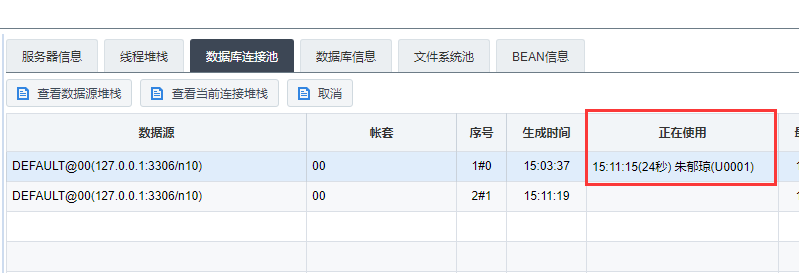 服务器信息 线程堆栈 数据库连接池 数据库信息 文件系统池 BEAN信息
查看数据源堆栈 查看当前连接堆栈 取消
数据源 帐套 序号 生成时间 正在使用
DEFAULT@00(127.0.0.1:3306/n10) 00 1#0 15:03:37 15:11:15(24秒) 朱郁琼(U0001)
DEFAULT@00(127.0.0.1:3306/n10) 00 2#1 15:11:19